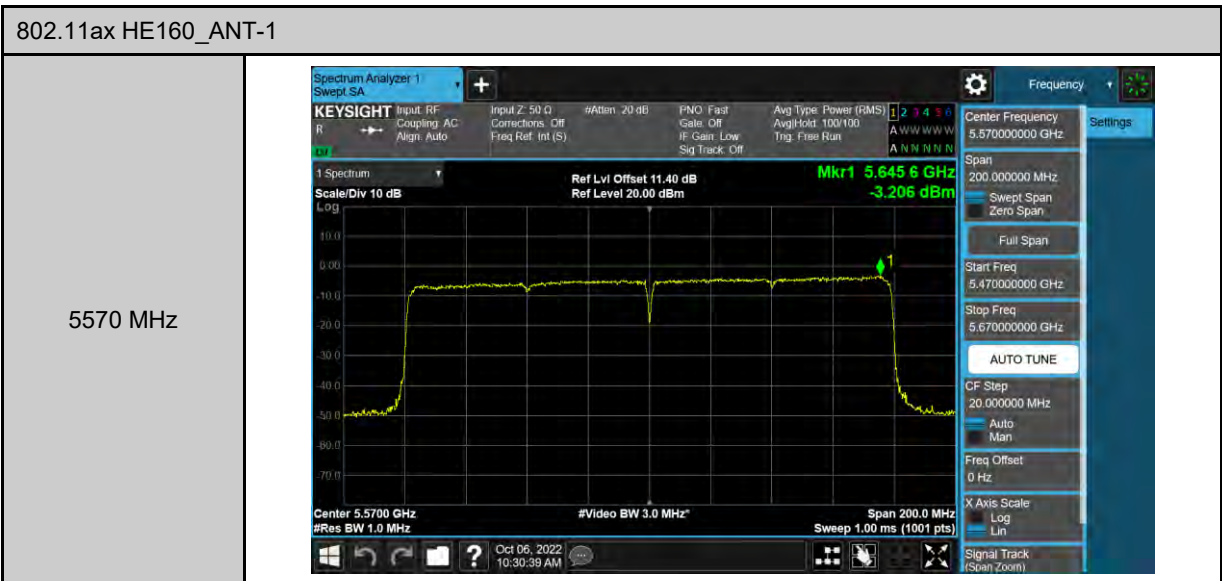 802.11ax HE160_ANT-1
5570 MHz
Spectrum Analyzer 1
Swept SA
+
Frequency
KEYSIGHT
R
Input: RF
Coupling: AC
Align: Auto
Input Z: 50 Ω
Corrections: Off
Freq Ref: Int (S)
#Atten: 20 dB
PNO: Fast
Gate: Off
IF Gain: Low
Sig Track: Off
Avg Type: Power (RMS)
Avg|Hold: 100/100
Trig: Free Run
1 2 3 4 5 6
A W W W W W
A N N N N N
1 Spectrum
Scale/Div 10 dB
Log
Ref Lvl Offset 11.40 dB
Ref Level 20.00 dBm
Mkr1 5.645 6 GHz
-3.206 dBm
1
10.0
0.00
-10.0
-20.0
-30.0
-40.0
-50.0
-60.0
-70.0
Center 5.5700 GHz
#Res BW 1.0 MHz
#Video BW 3.0 MHz*
Span 200.0 MHz
Sweep 1.00 ms (1001 pts)
Center Frequency
5.570000000 GHz
Settings
Span
200.000000 MHz
Swept Span
Zero Span
Full Span
Start Freq
5.470000000 GHz
Stop Freq
5.670000000 GHz
AUTO TUNE
CF Step
20.000000 MHz
Auto
Man
Freq Offset
0 Hz
X Axis Scale
Log
Lin
Signal Track
(Span Zoom)
?
Oct 06, 2022
10:30:39 AM